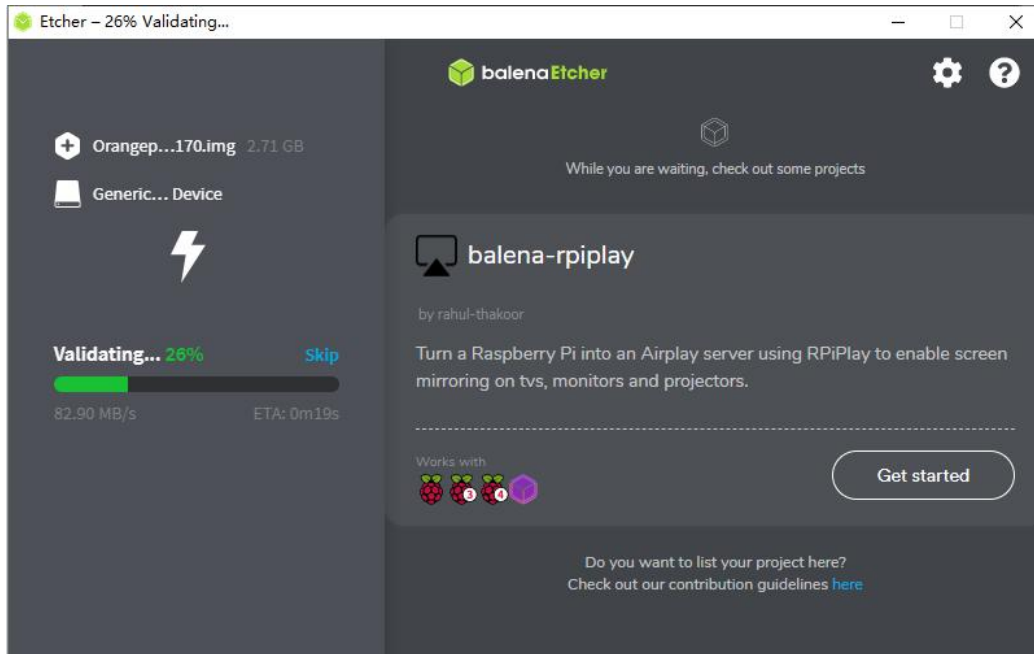 Etcher – 26% Validating...
balenaEtcher
Orangep...170.img 2.71 GB
Generic... Device
Validating... 26% Skip
82.90 MB/s ETA: 0m19s
While you are waiting, check out some projects
balena-rpiplay
by rahul-thakoor
Turn a Raspberry Pi into an Airplay server using RPiPlay to enable screen
mirroring on tvs, monitors and projectors.
Works with
3 4
Get started
Do you want to list your project here?
Check out our contribution guidelines here